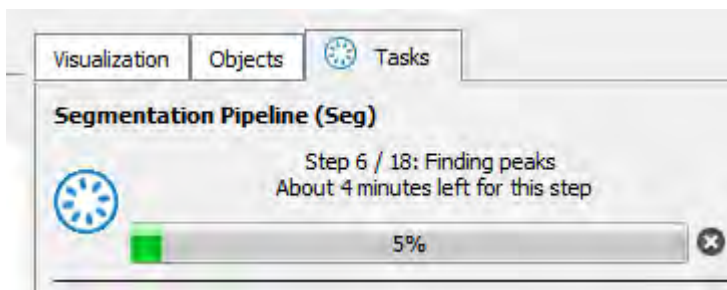 Visualization
Objects
Tasks
Segmentation Pipeline (Seg)
Step 6 / 18: Finding peaks
About 4 minutes left for this step
5%